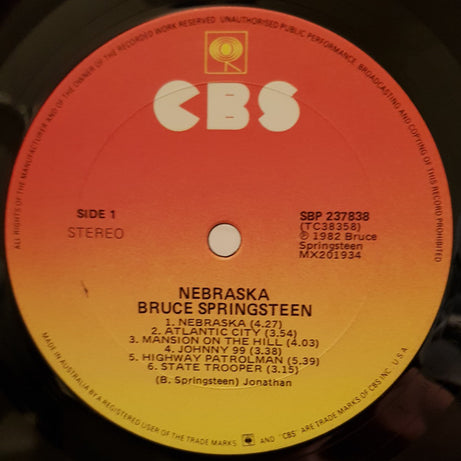 ALL RIGHTS OF THE MANUFACTURER AND OF THE OWNER OF THE RECORDED WORK RESERVED. UNAUTHORISED PUBLIC PERFORMANCE, BROADCASTING AND COPYING OF THIS RECORD PROHIBITED
CBS
SIDE 1
STEREO
SBP 237838
(TC38358)
℗ 1982 Bruce
Springsteen
MX201934
NEBRASKA
BRUCE SPRINGSTEEN
1. NEBRASKA (4.27)
2. ATLANTIC CITY (3.54)
3. MANSION ON THE HILL (4.03)
4. JOHNNY 99 (3.38)
5. HIGHWAY PATROLMAN (5.39)
6. STATE TROOPER (3.15)
(B. Springsteen) Jonathan
MADE IN AUSTRALIA BY A REGISTERED USER OF THE TRADE MARKS AND "CBS" ARE TRADE MARKS OF CBS INC. U.S.A.